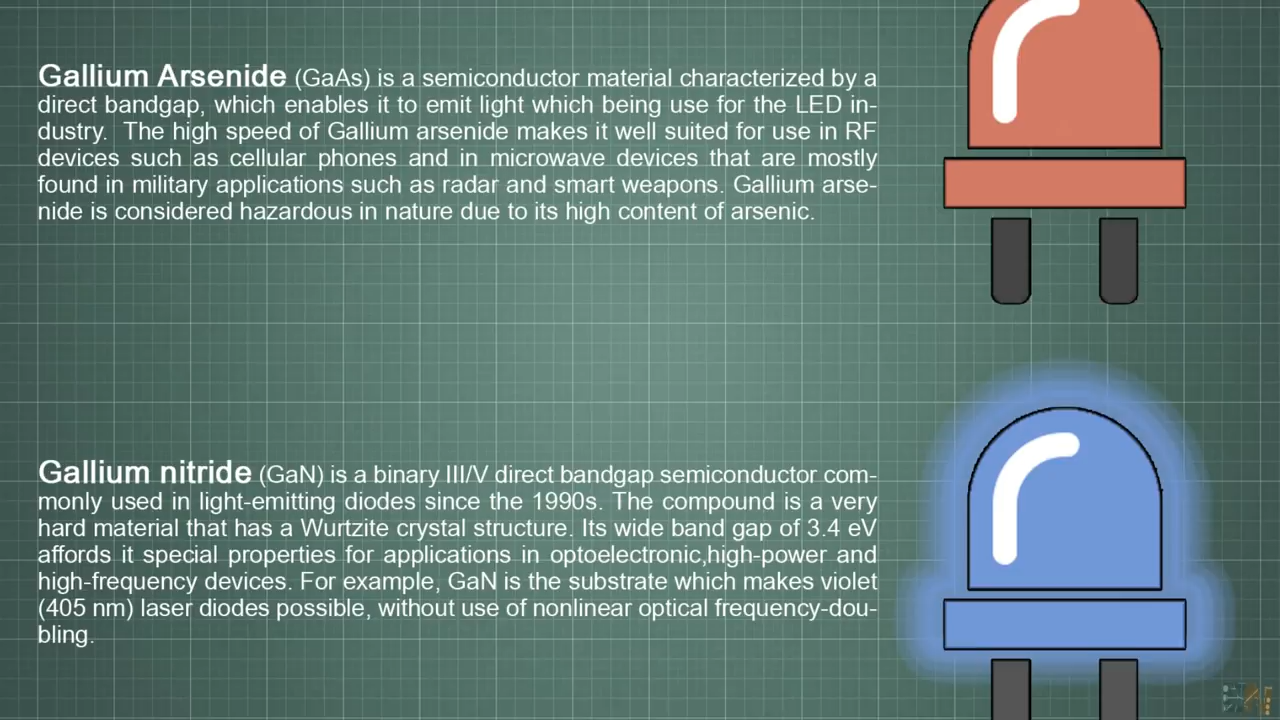 Gallium Arsenide (GaAs) is a semiconductor material characterized by a
direct bandgap, which enables it to emit light which being use for the LED in-
dustry.  The high speed of Gallium arsenide makes it well suited for use in RF
devices such as cellular phones and in microwave devices that are mostly
found in military applications such as radar and smart weapons. Gallium arse-
nide is considered hazardous in nature due to its high content of arsenic.
Gallium nitride (GaN) is a binary III/V direct bandgap semiconductor com-
monly used in light-emitting diodes since the 1990s. The compound is a very
hard material that has a Wurtzite crystal structure. Its wide band gap of 3.4 eV
affords it special properties for applications in optoelectronic,high-power and
high-frequency devices. For example, GaN is the substrate which makes violet
(405 nm) laser diodes possible, without use of nonlinear optical frequency-dou-
bling.